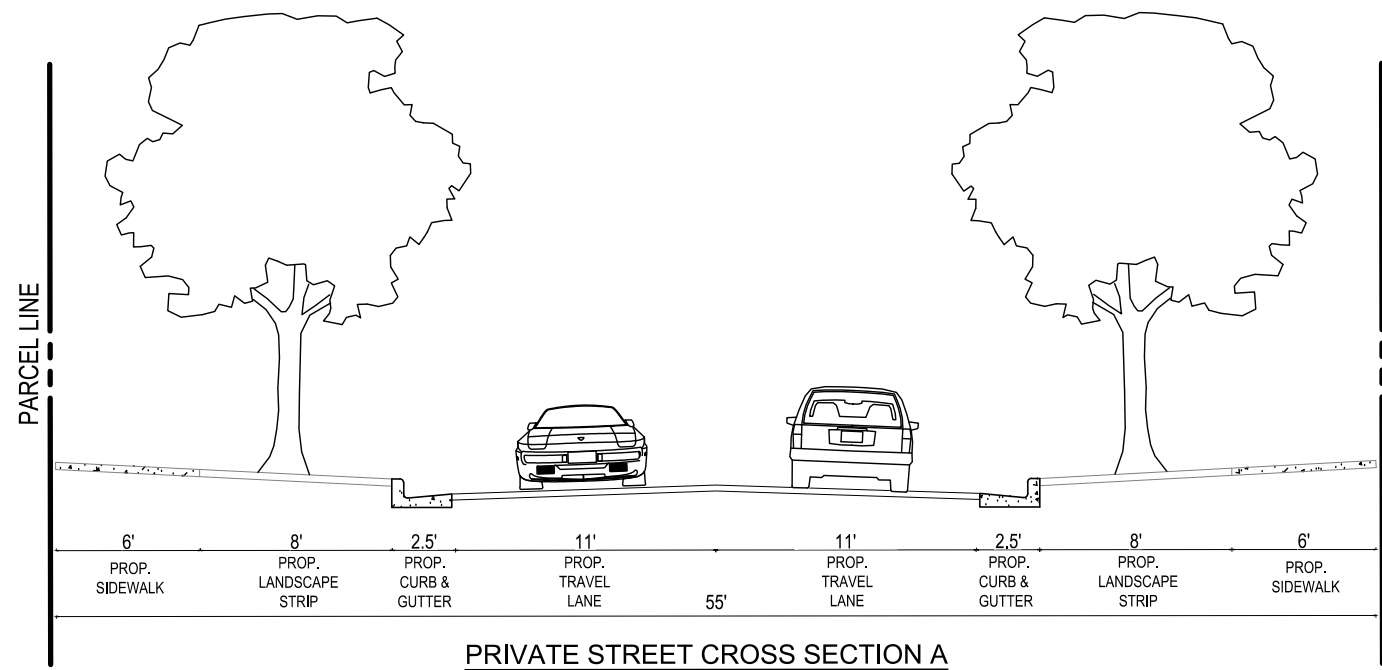 PARCEL LINE
6' 8' 2.5' 11' 11' 2.5' 8' 6'
PROP. SIDEWALK
PROP. LANDSCAPE STRIP
PROP. CURB & GUTTER
PROP. TRAVEL LANE
PROP. TRAVEL LANE
PROP. CURB & GUTTER
PROP. LANDSCAPE STRIP
PROP. SIDEWALK
55'
PRIVATE STREET CROSS SECTION A